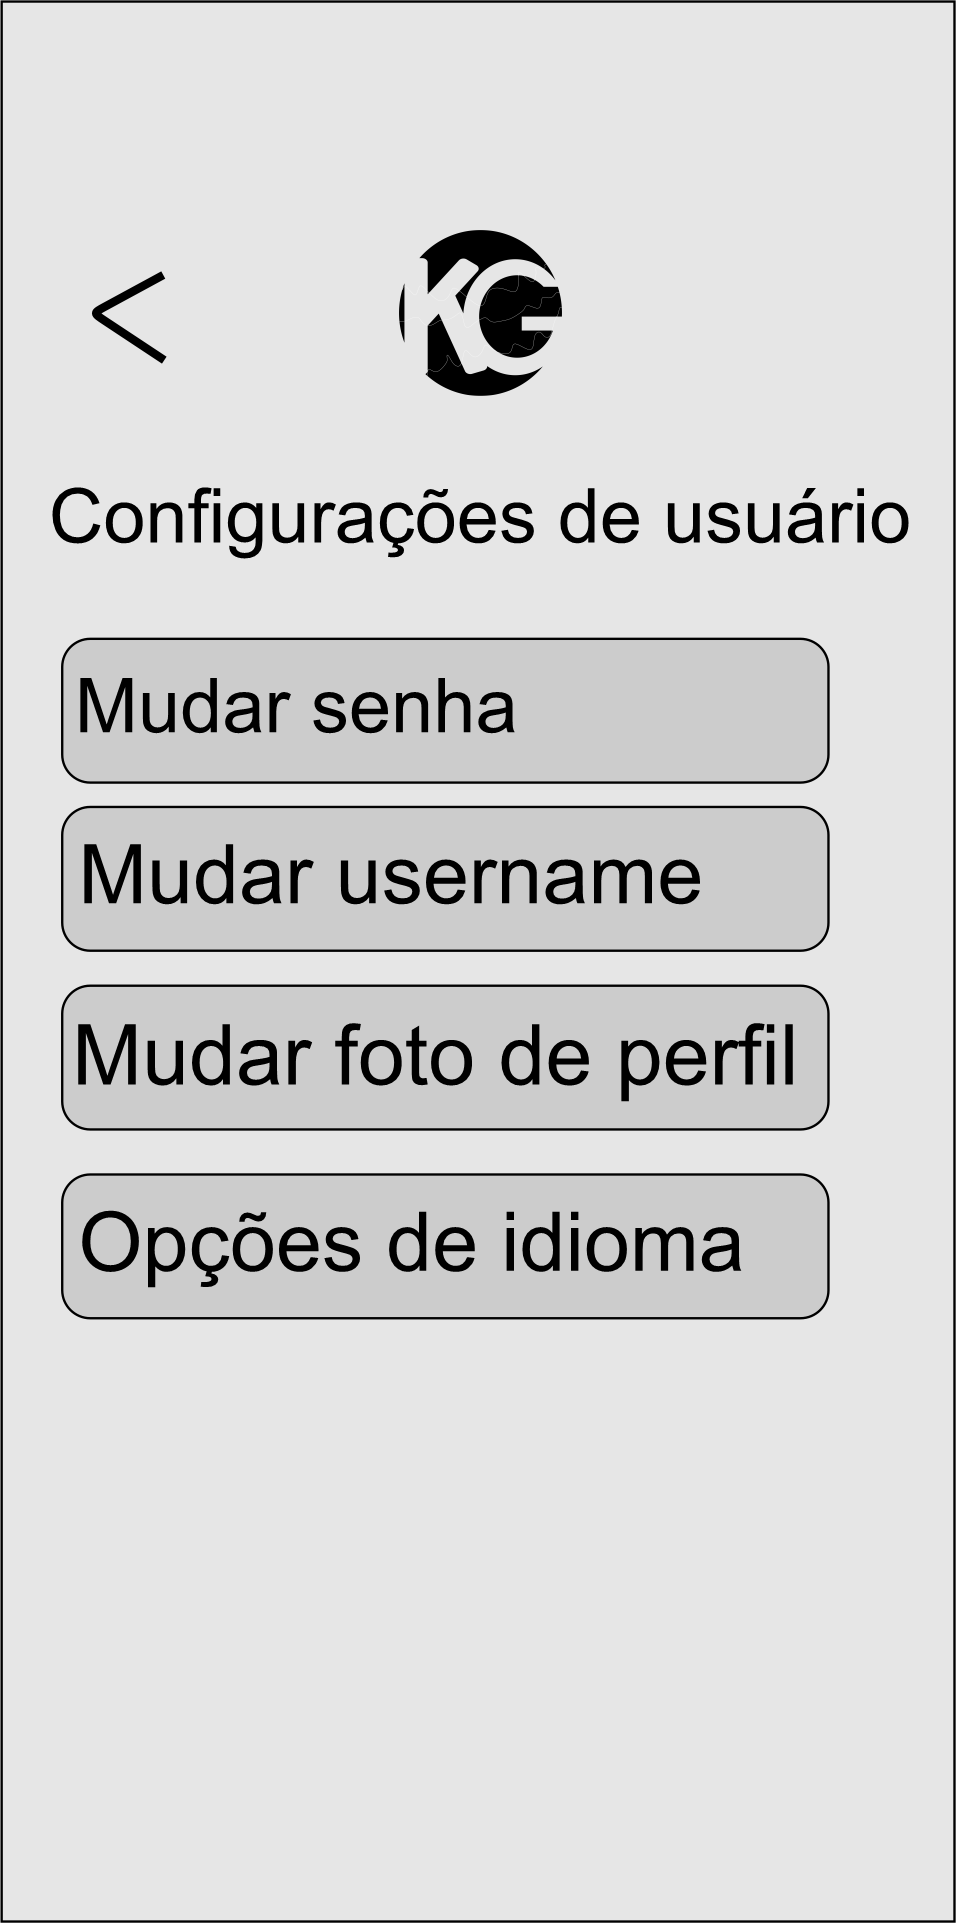 <
KG
Configurações de usuário
Mudar senha
Mudar username
Mudar foto de perfil
Opções de idioma